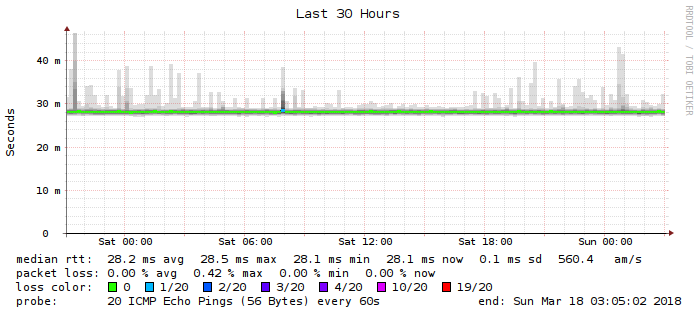 Last 30 Hours
RRDTOOL / TOBI OETIKER
Seconds
40 m
30 m
20 m
10 m
0
Sat 00:00 Sat 06:00 Sat 12:00 Sat 18:00 Sun 00:00
median rtt: 28.2 ms avg 28.5 ms max 28.1 ms min 28.1 ms now 0.1 ms sd 560.4 am/s
packet loss: 0.00 % avg 0.42 % max 0.00 % min 0.00 % now
loss color: 0 1/20 2/20 3/20 4/20 10/20 19/20
probe: 20 ICMP Echo Pings (56 Bytes) every 60s end: Sun Mar 18 03:05:02 2018